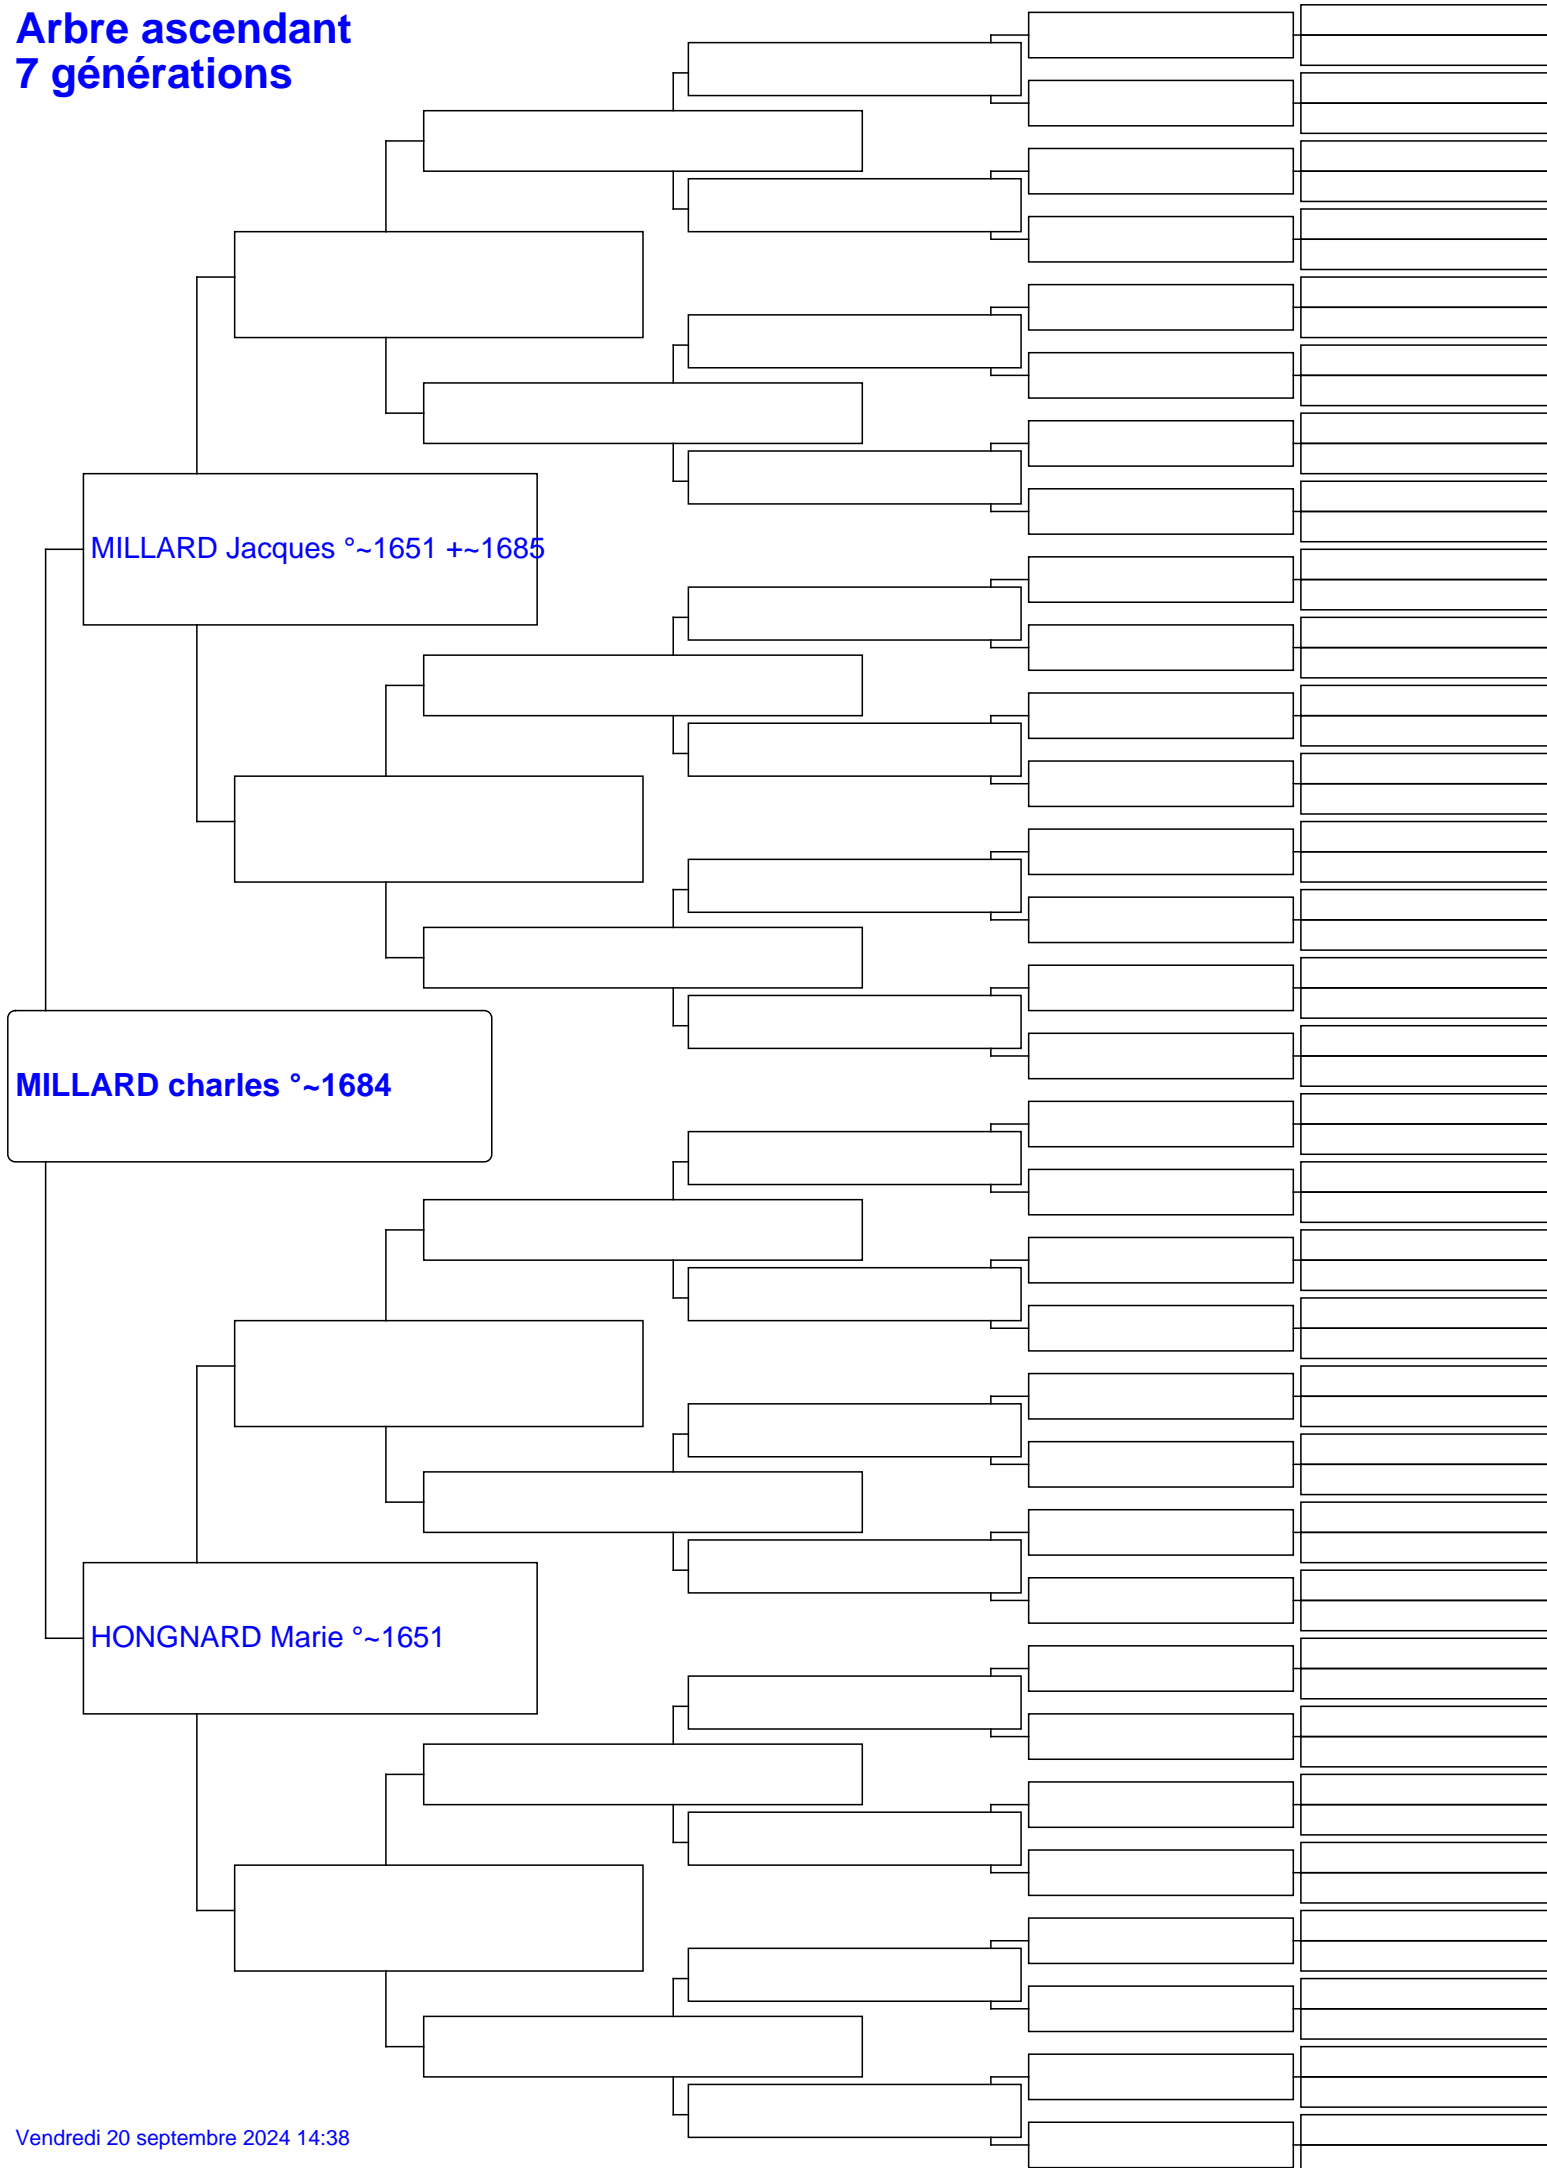 Arbre ascendant
7 générations
MILLARD Jacques °~1651 +~1685
MILLARD charles °~1684
HONGNARD Marie °~1651
Vendredi 20 septembre 2024 14:38